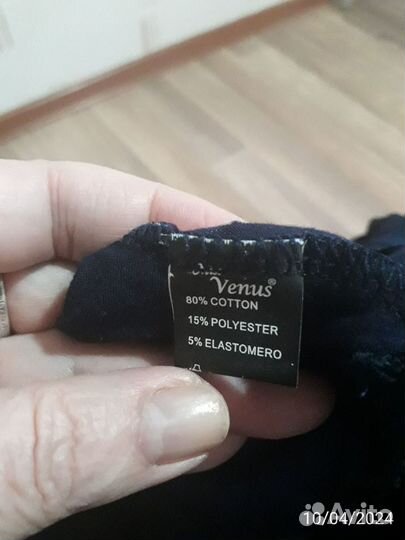 Venus®
80% COTTON
15% POLYESTER
5% ELASTOMERO
Avito
10/04/2024